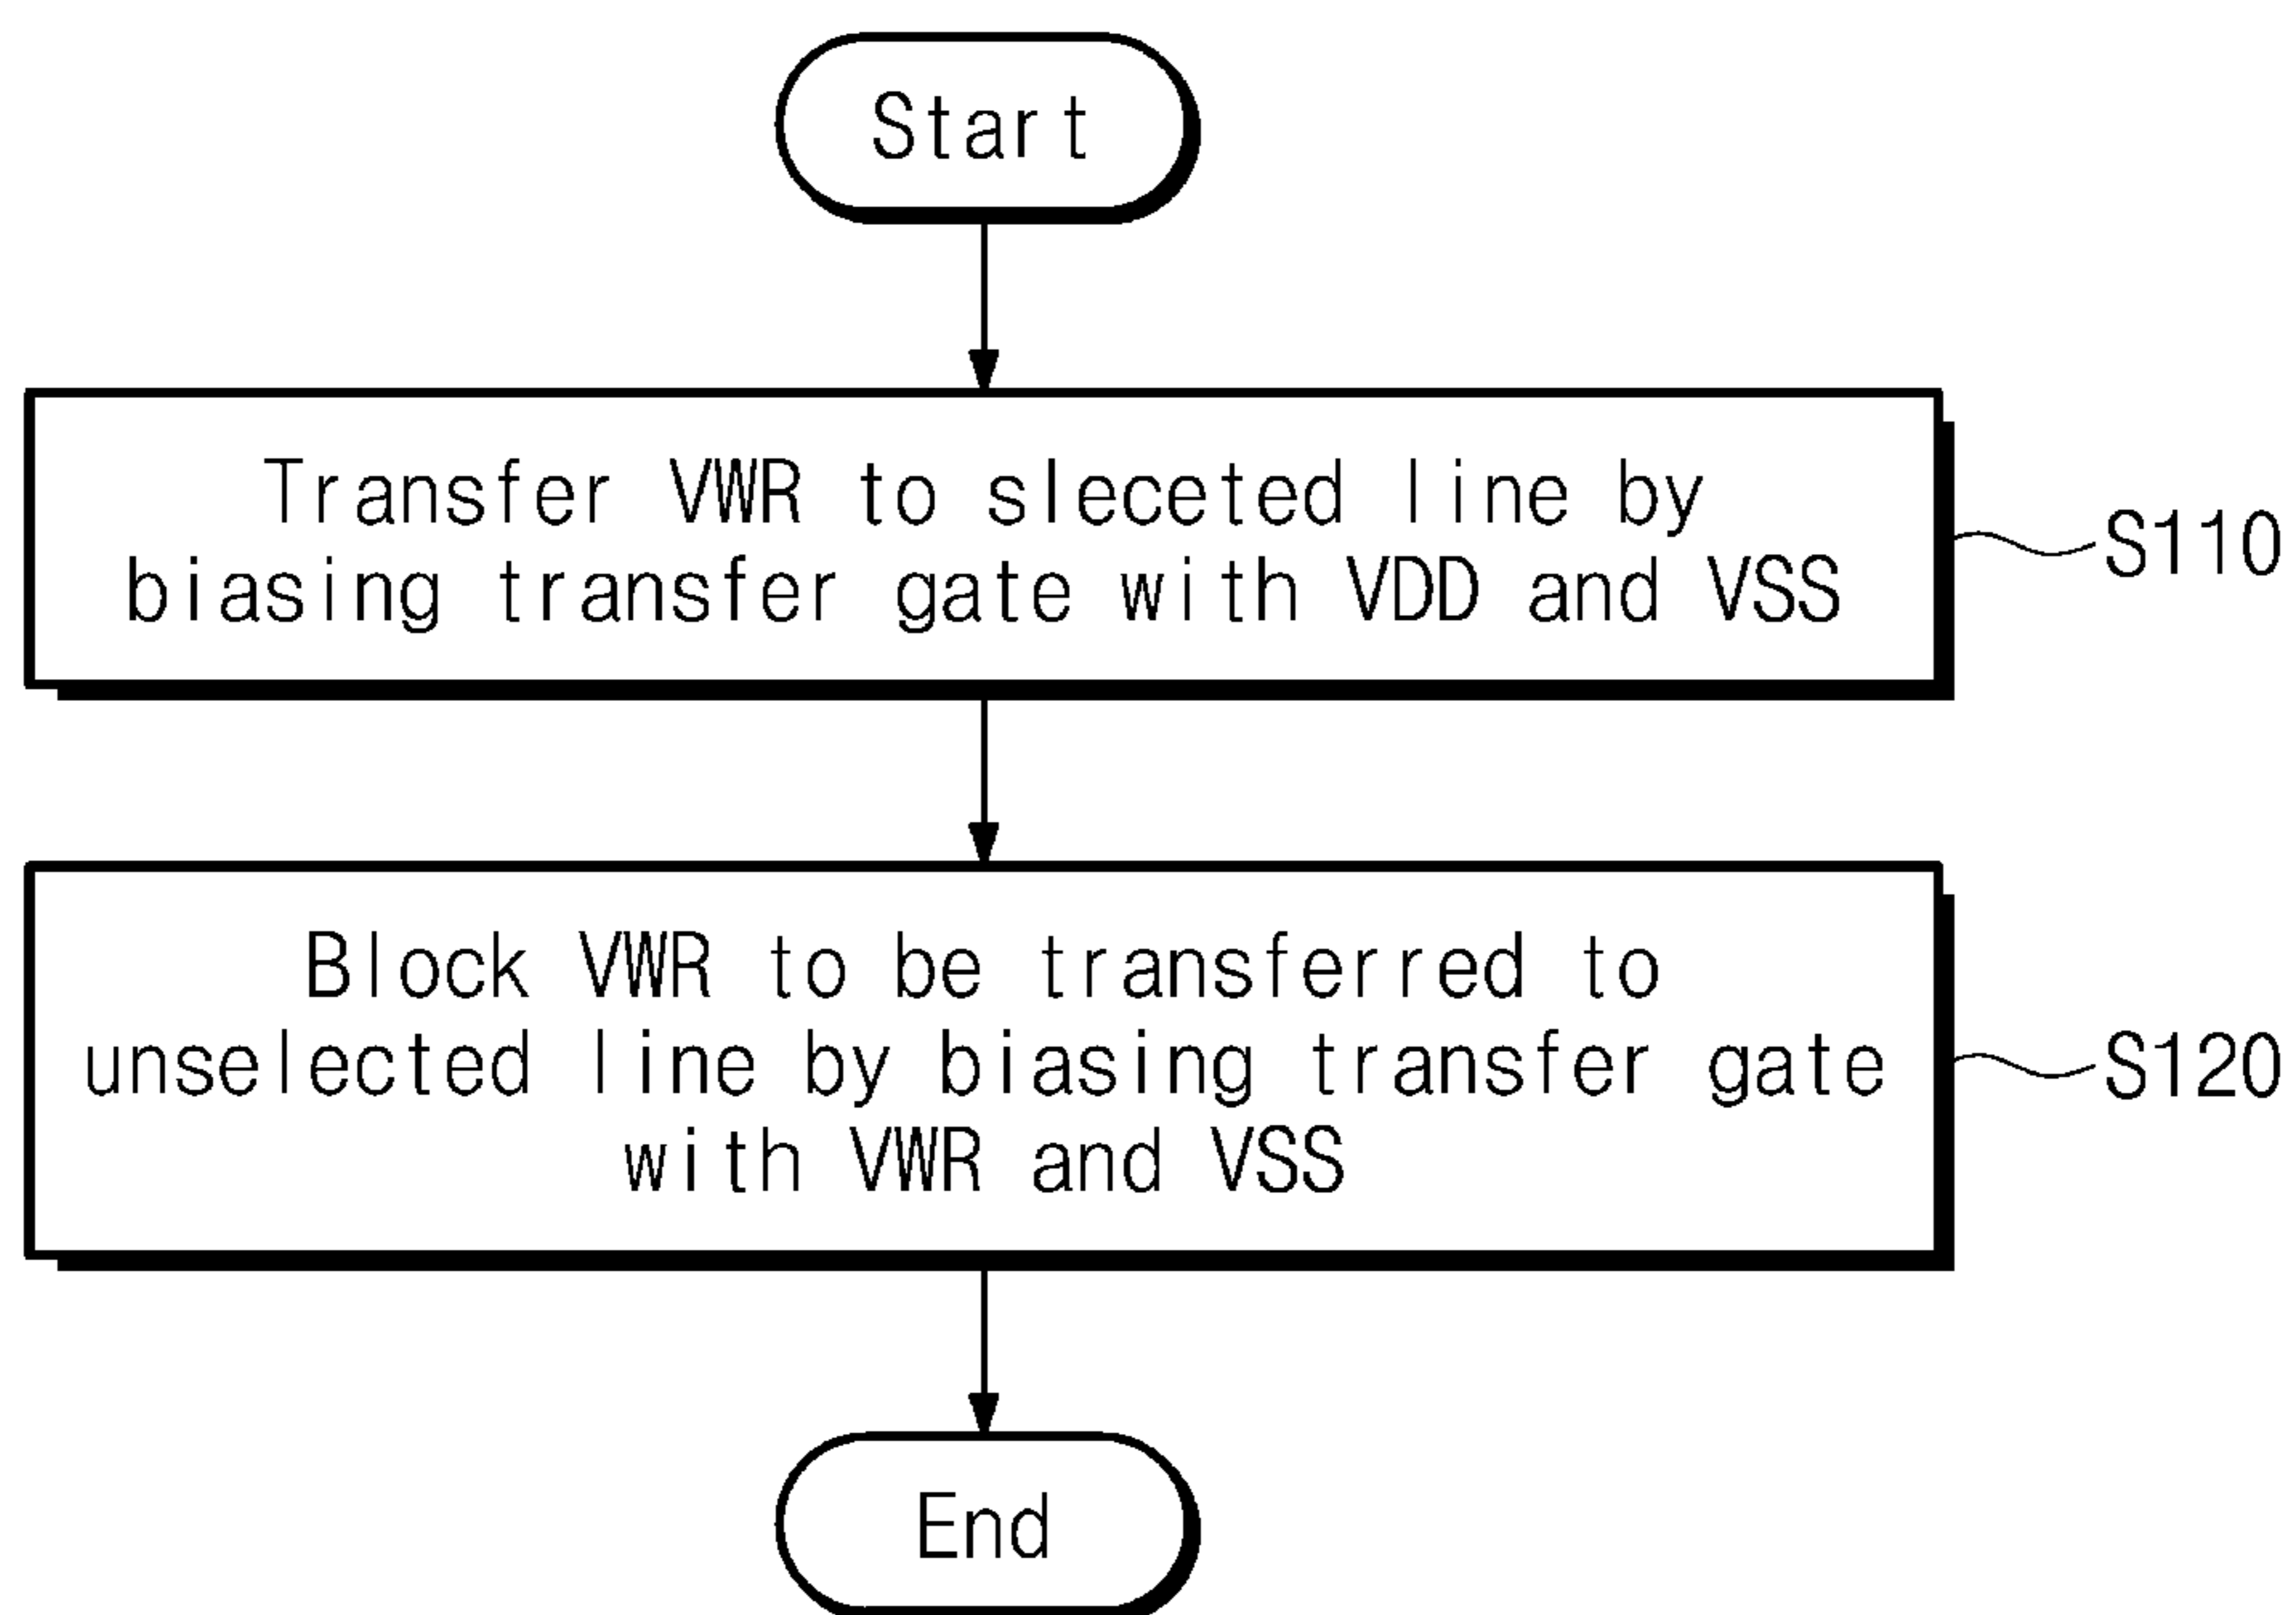 Start
Transfer VWR to sleceted line by
biasing transfer gate with VDD and VSS
S110
Block VWR to be transferred to
unselected line by biasing transfer gate
with VWR and VSS
S120
End